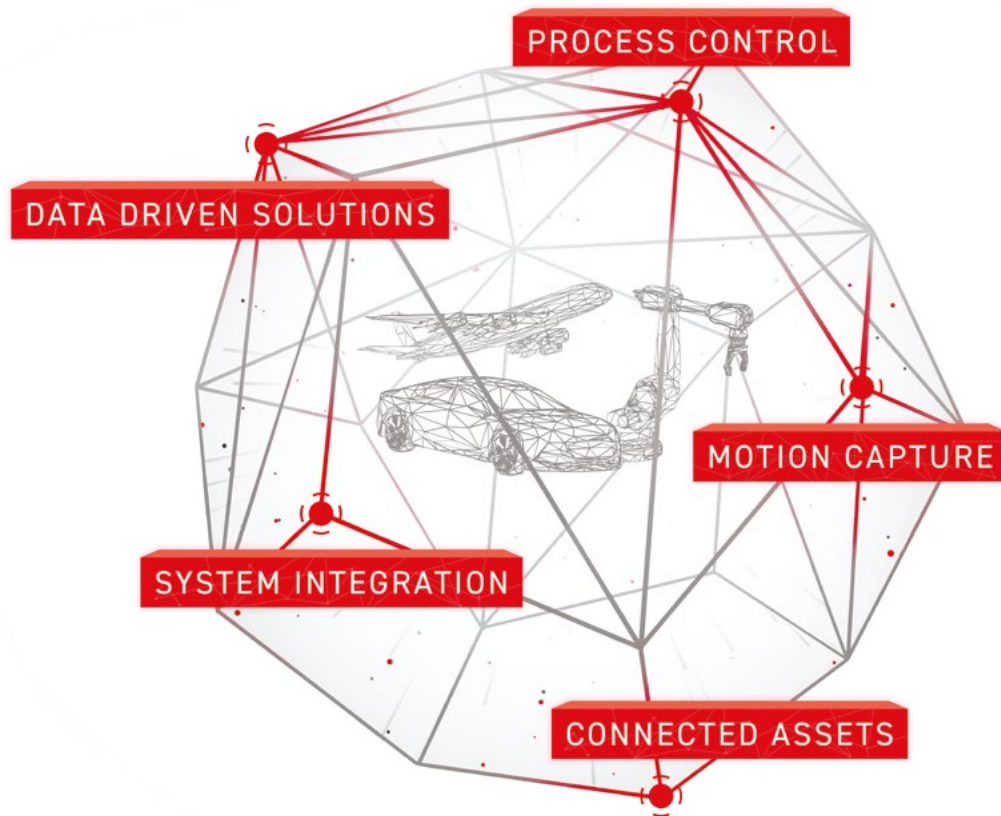 PROCESS CONTROL
DATA DRIVEN SOLUTIONS
MOTION CAPTURE
SYSTEM INTEGRATION
CONNECTED ASSETS